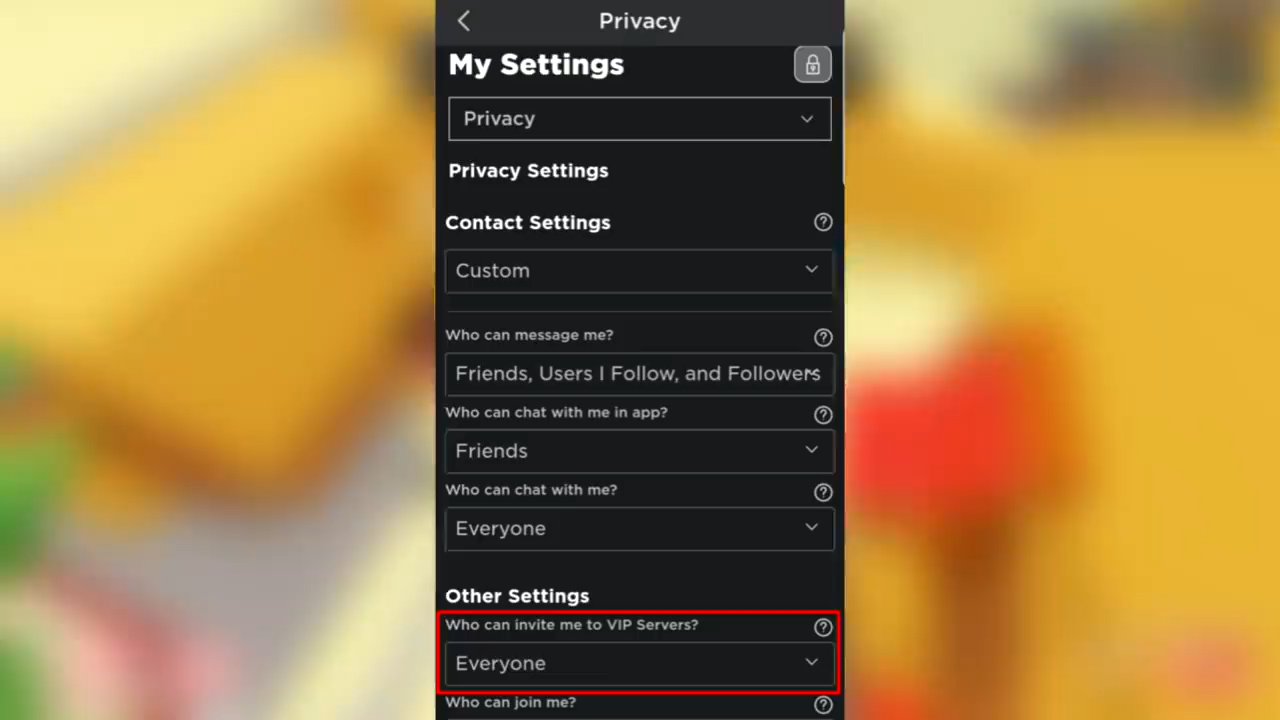 Privacy
My Settings
Privacy
Privacy Settings
Contact Settings
Custom
Who can message me?
Friends, Users I Follow, and Followers
Who can chat with me in app?
Friends
Who can chat with me?
Everyone
Other Settings
Who can invite me to VIP Servers?
Everyone
Who can join me?